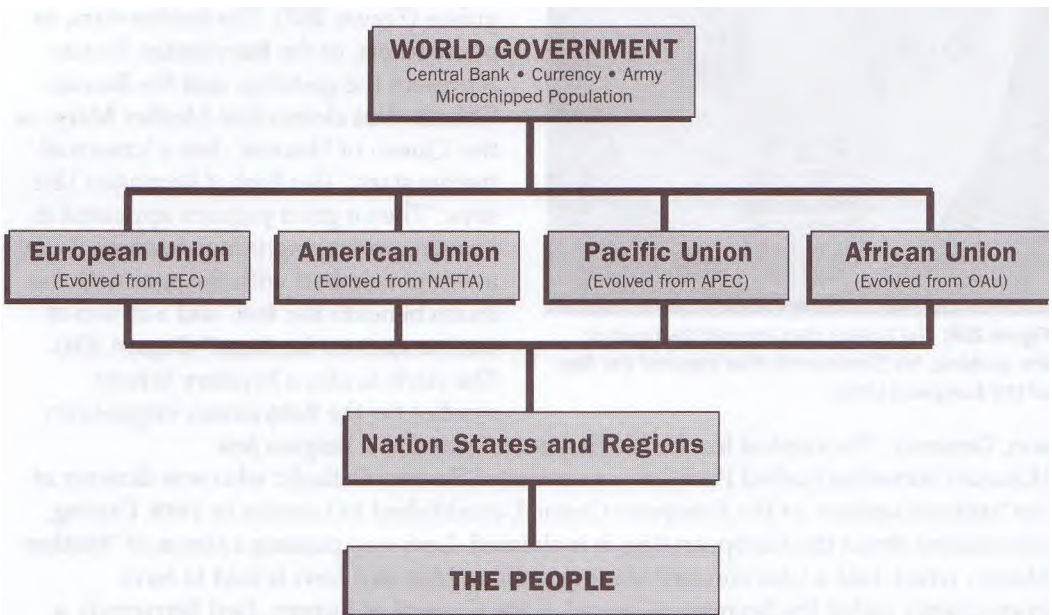 WORLD GOVERNMENT
Central Bank • Currency • Army
Microchipped Population
European Union
(Evolved from EEC)
American Union
(Evolved from NAFTA)
Pacific Union
(Evolved from APEC)
African Union
(Evolved from OAU)
Nation States and Regions
THE PEOPLE